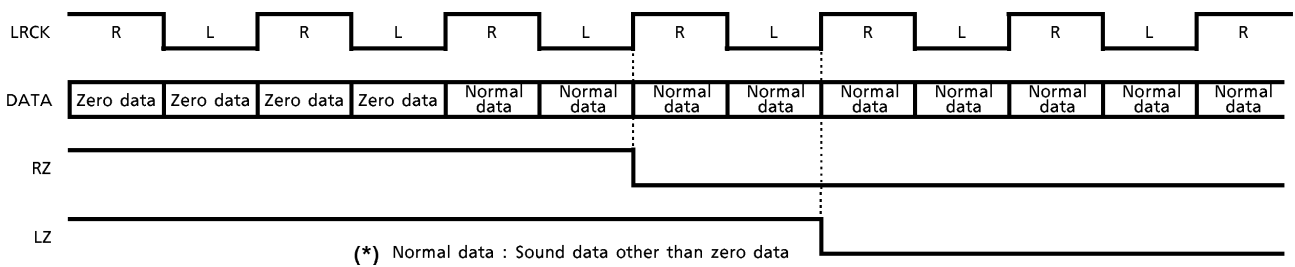 LRCK R L R L R L R L R L R L R
DATA Zero data Zero data Zero data Zero data Normal data Normal data Normal data Normal data Normal data Normal data Normal data Normal data Normal data
RZ
LZ
(*) Normal data : Sound data other than zero data